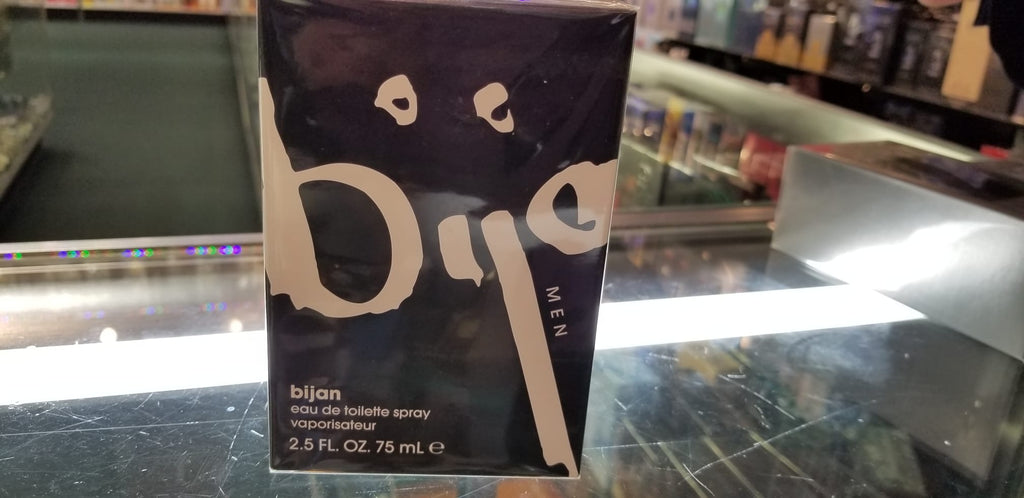 bija
MEN
bijan
eau de toilette spray
vaporisateur
2.5 FL. OZ. 75 mL ℮